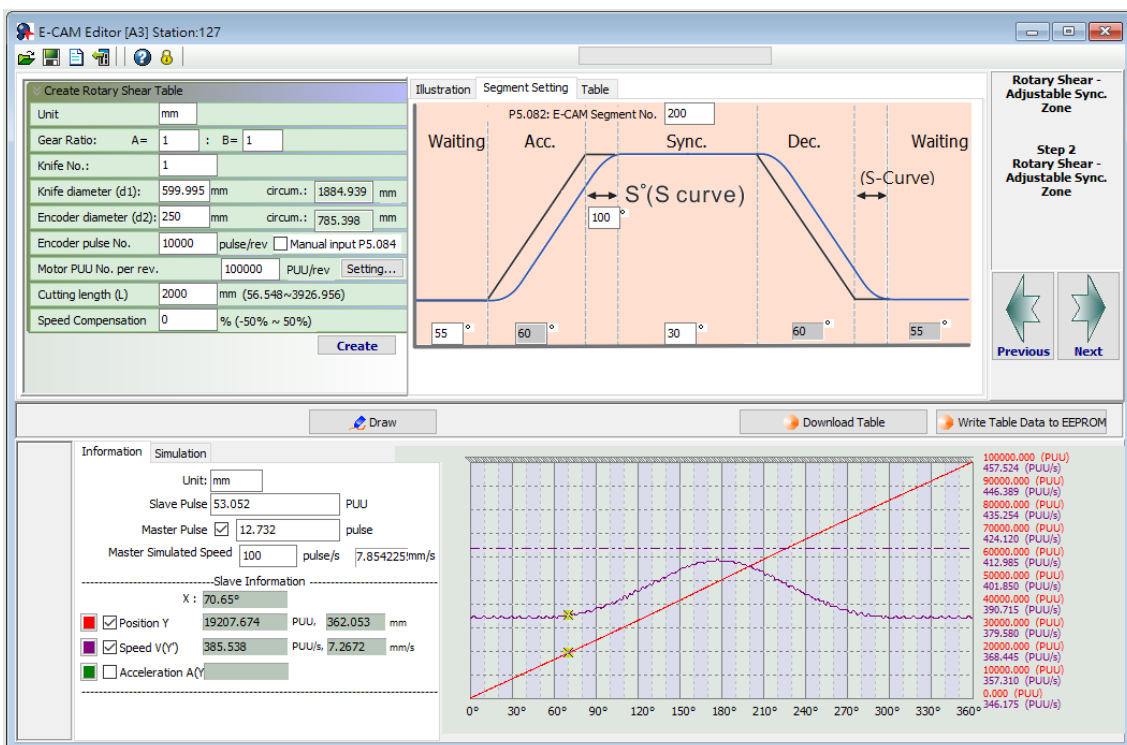 E-CAM Editor [A3] Station:127
Create Rotary Shear Table
Unit mm
Gear Ratio: A= 1 : B= 1
Knife No.: 1
Knife diameter (d1): 599.995 mm circum.: 1884.939 mm
Encoder diameter (d2): 250 mm circum.: 785.398 mm
Encoder pulse No. 10000 pulse/rev Manual input P5.084
Motor PUU No. per rev. 100000 PUU/rev Setting...
Cutting length (L) 2000 mm (56.548~3926.956)
Speed Compensation 0 % (-50% ~ 50%)
Create
Illustration Segment Setting Table
P5.082: E-CAM Segment No. 200
Waiting Acc. Sync. Dec. Waiting
S°(S curve)
(S-Curve)
100 °
55 ° 60 ° 30 ° 60 ° 55 °
Rotary Shear -
Adjustable Sync.
Zone
Step 2
Rotary Shear -
Adjustable Sync.
Zone
Previous Next
Draw
Download Table
Write Table Data to EEPROM
Information Simulation
Unit: mm
Slave Pulse 53.052 PUU
Master Pulse 12.732 pulse
Master Simulated Speed 100 pulse/s 7.854225!mm/s
Slave Information
X : 70.65°
Position Y 19207.674 PUU, 362.053 mm
Speed V(Y') 385.538 PUU/s, 7.2672 mm/s
Acceleration A(Y
100000.000 (PUU)
457.524 (PUU/s)
90000.000 (PUU)
446.389 (PUU/s)
80000.000 (PUU)
435.254 (PUU/s)
70000.000 (PUU)
424.120 (PUU/s)
60000.000 (PUU)
412.985 (PUU/s)
50000.000 (PUU)
401.850 (PUU/s)
40000.000 (PUU)
390.715 (PUU/s)
30000.000 (PUU)
379.580 (PUU/s)
20000.000 (PUU)
368.445 (PUU/s)
10000.000 (PUU)
357.310 (PUU/s)
0.000 (PUU)
346.175 (PUU/s)
0° 30° 60° 90° 120° 150° 180° 210° 240° 270° 300° 330° 360°